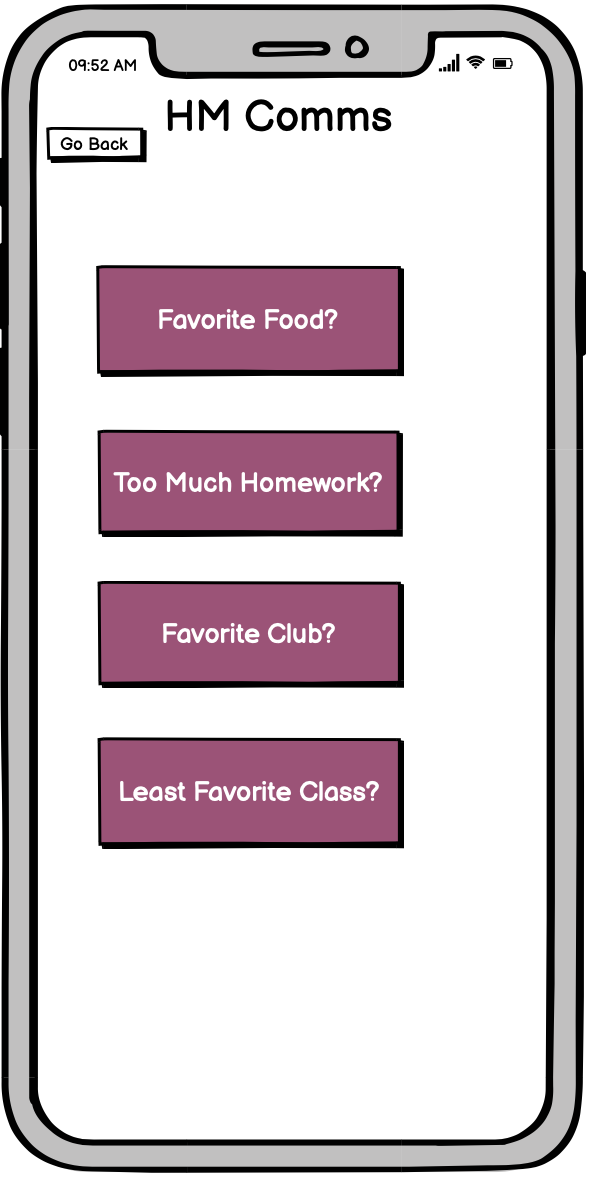 09:52 AM
HM Comms
Go Back
Favorite Food?
Too Much Homework?
Favorite Club?
Least Favorite Class?